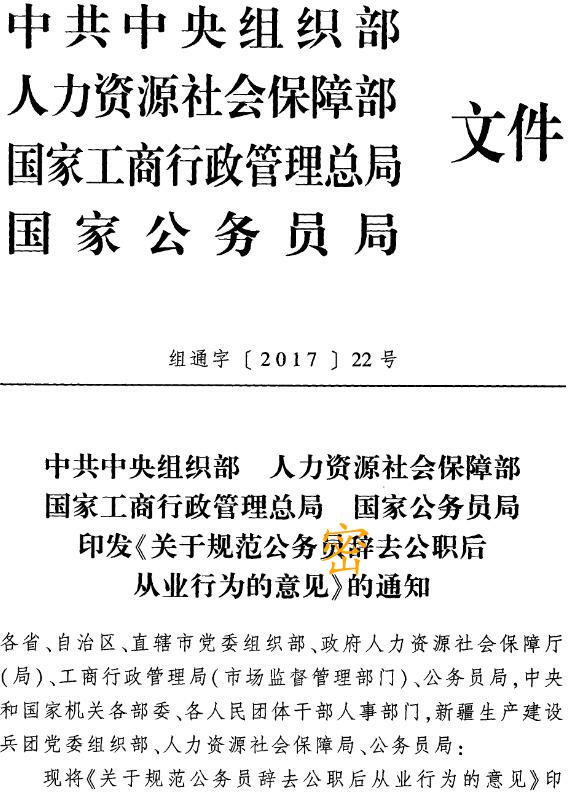 中共中央组织部
人力资源社会保障部
国家工商行政管理总局
国家公务员局
文件
组通字〔2017〕22号
中共中央组织部 人力资源社会保障部
国家工商行政管理总局 国家公务员局
印发《关于规范公务员辞去公职后
密
从业行为的意见》的通知
各省、自治区、直辖市党委组织部、政府人力资源社会保障厅
(局)、工商行政管理局(市场监督管理部门)、公务员局,中央
和国家机关各部委、各人民团体干部人事部门,新疆生产建设
兵团党委组织部、人力资源社会保障局、公务员局:
现将《关于规范公务员辞去公职后从业行为的意见》印